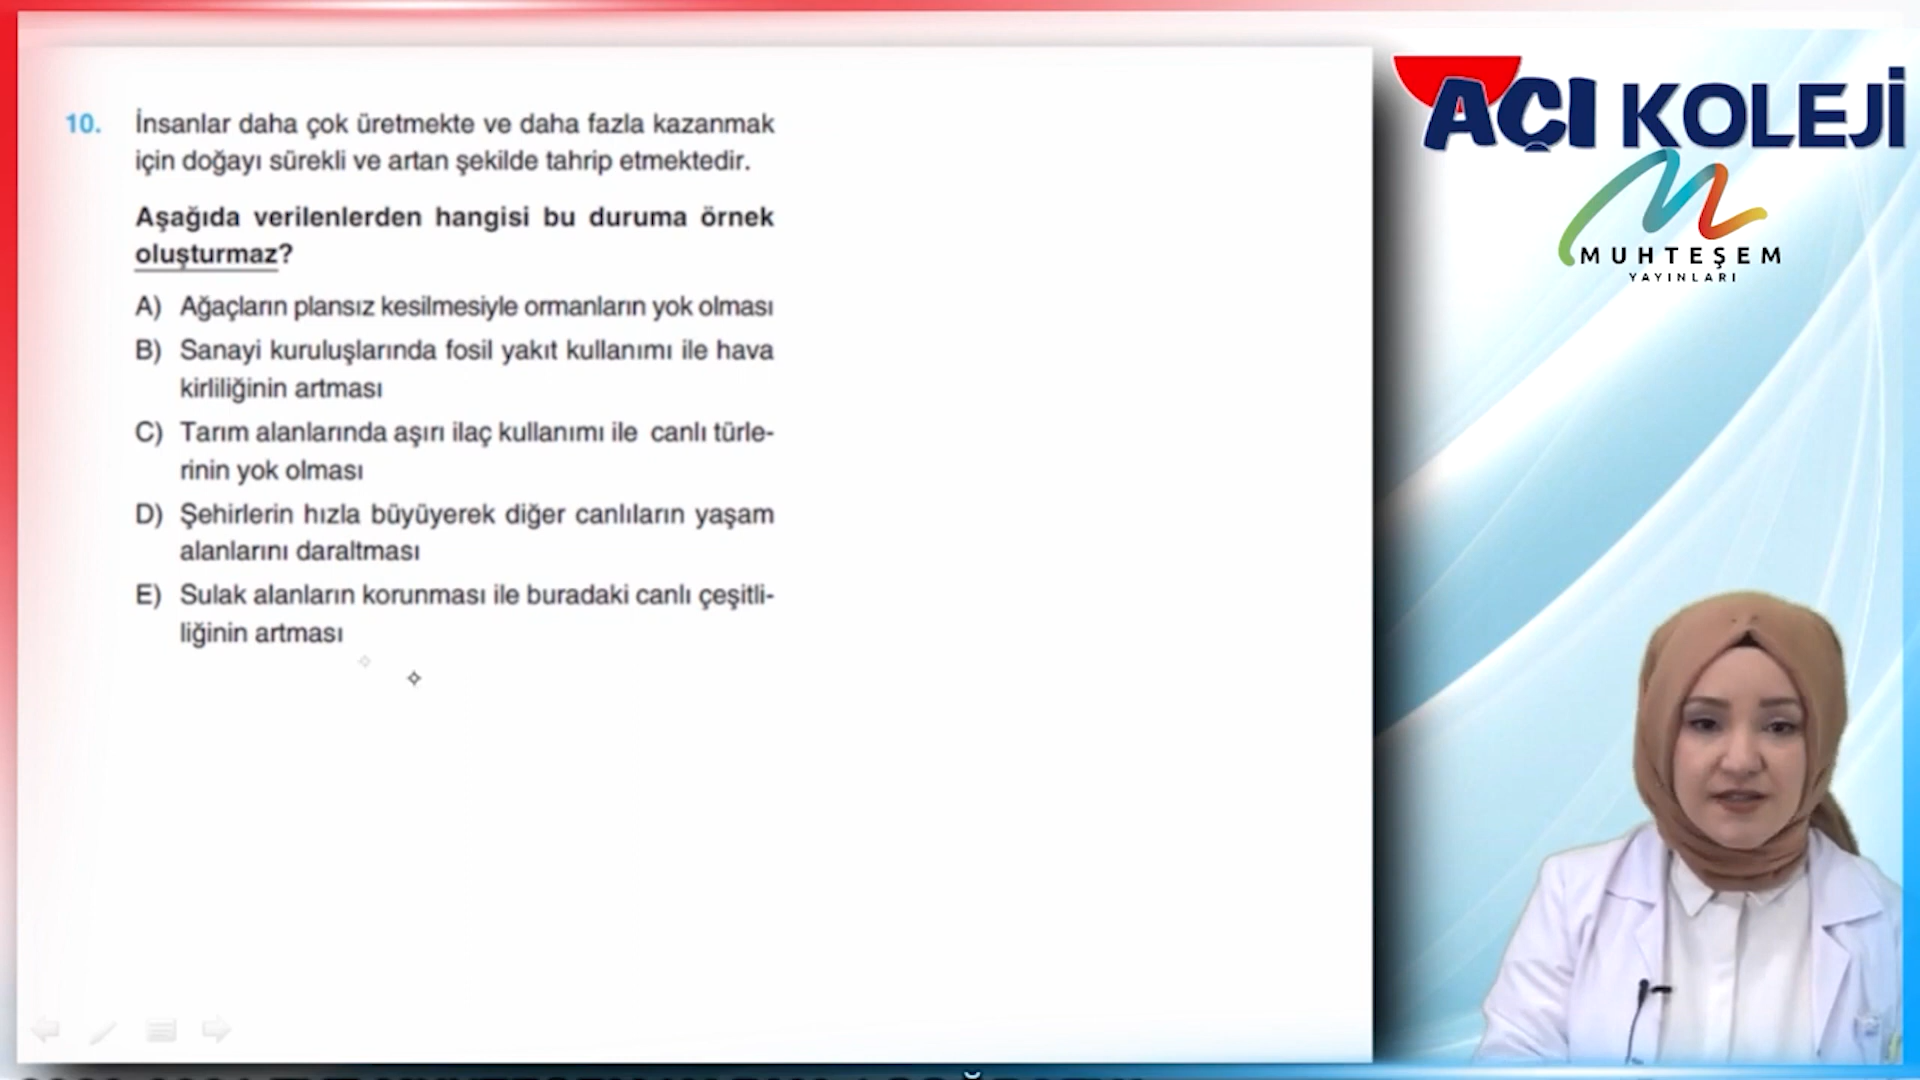 10. İnsanlar daha çok üretmekte ve daha fazla kazanmak
için doğayı sürekli ve artan şekilde tahrip etmektedir.
Aşağıda verilenlerden hangisi bu duruma örnek
oluşturmaz?
A) Ağaçların plansız kesilmesiyle ormanların yok olması
B) Sanayi kuruluşlarında fosil yakıt kullanımı ile hava
kirliliğinin artması
C) Tarım alanlarında aşırı ilaç kullanımı ile canlı türle-
rinin yok olması
D) Şehirlerin hızla büyüyerek diğer canlıların yaşam
alanlarını daraltması
E) Sulak alanların korunması ile buradaki canlı çeşitli-
liğinin artması
AÇI KOLEJİ
MUHTEŞEM
YAYINLARI